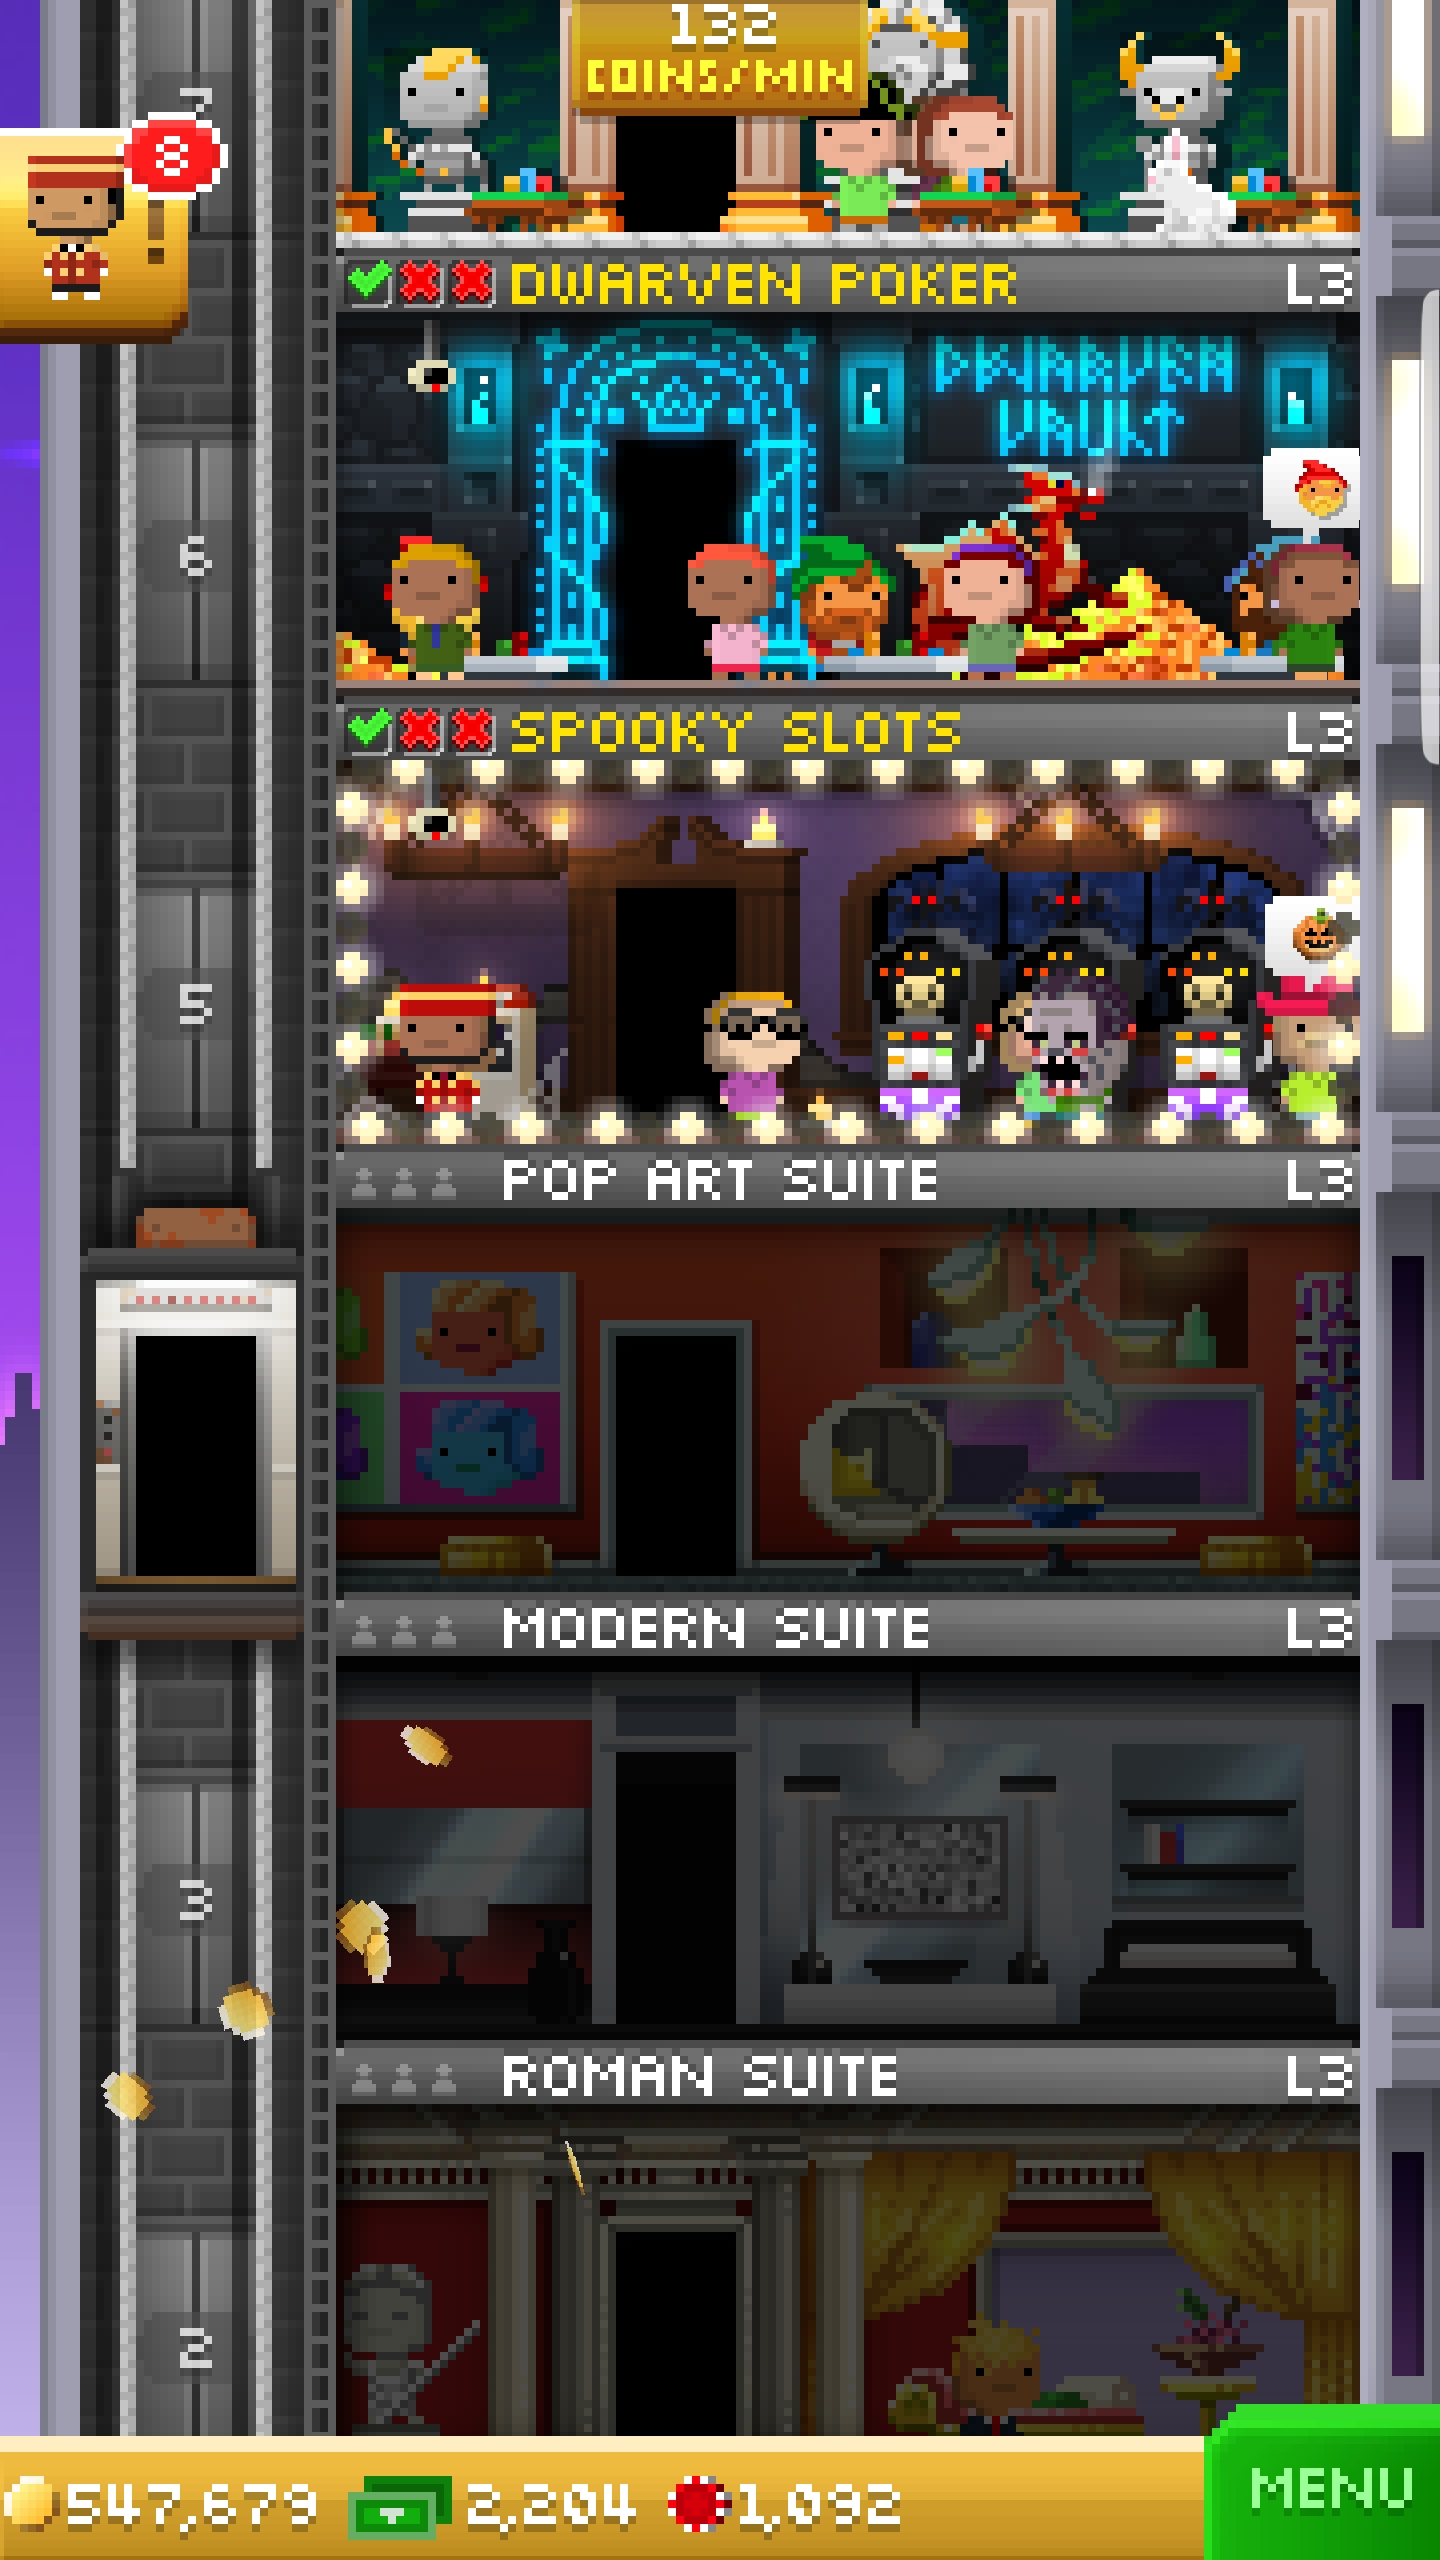 132
COINS/MIN
7
8
DWARVEN POKER L3
DWARVEN
VAULT
6
SPOOKY SLOTS L3
5
POP ART SUITE L3
MODERN SUITE L3
3
ROMAN SUITE L3
2
547,679 2,204 1,092
MENU